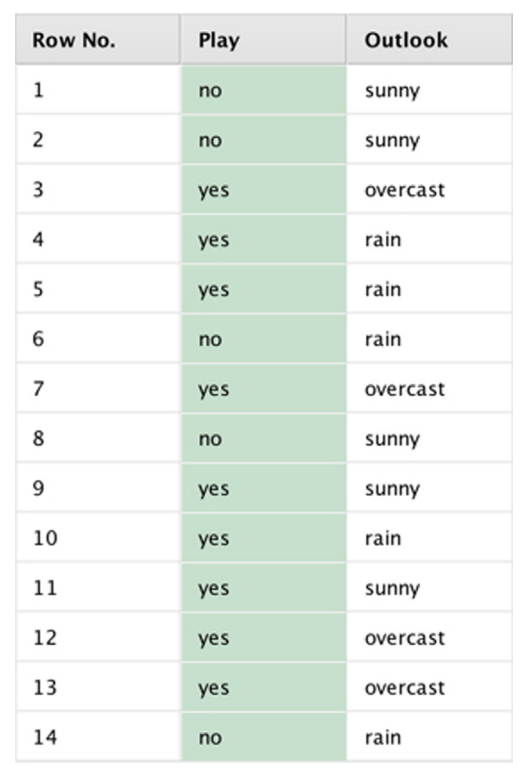 Row No. Play Outlook
1 no sunny
2 no sunny
3 yes overcast
4 yes rain
5 yes rain
6 no rain
7 yes overcast
8 no sunny
9 yes sunny
10 yes rain
11 yes sunny
12 yes overcast
13 yes overcast
14 no rain